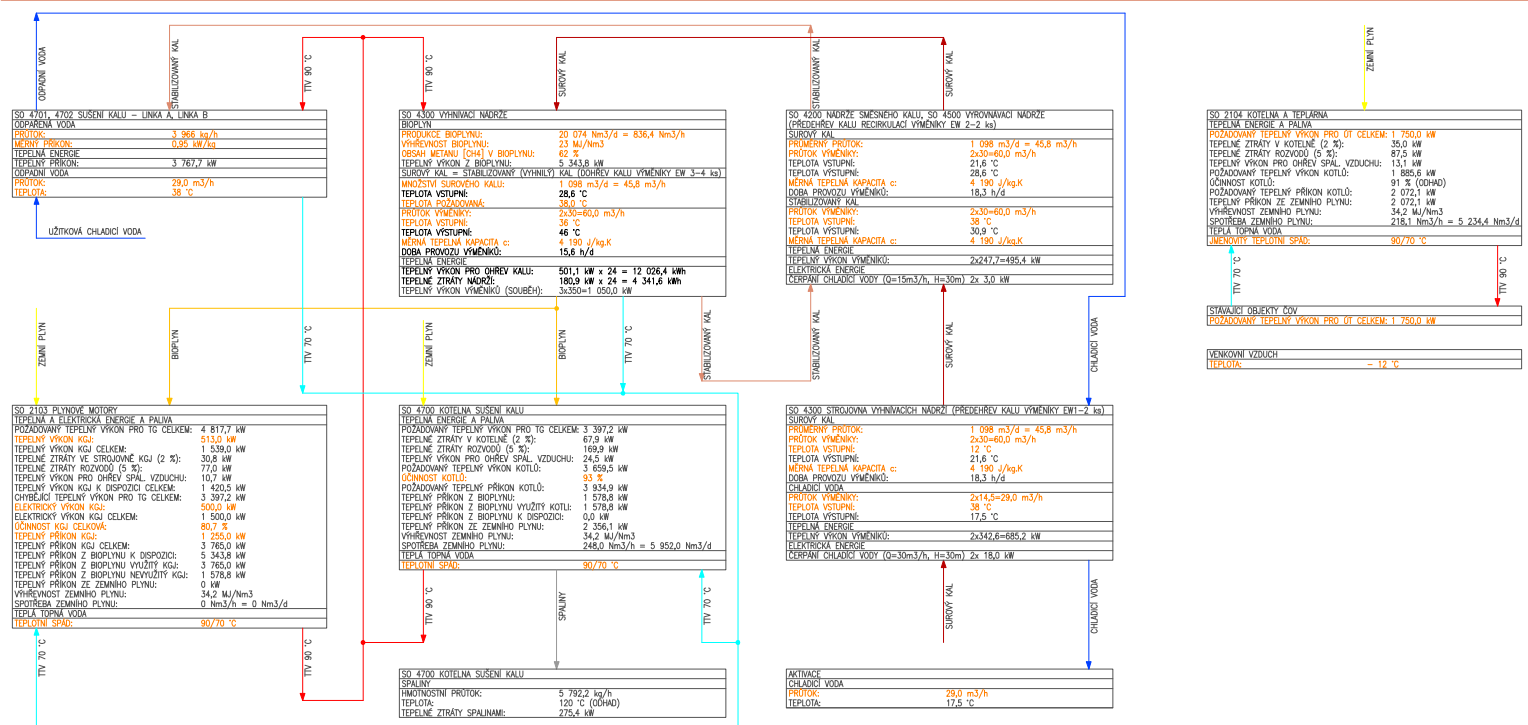 ODPADNÍ VODA
STABILIZOVANÝ KAL
TTV 90 °C
TTV 90 °C
SUROVÝ KAL
STABILIZOVANÝ KAL
SUROVÝ KAL
ZEMNÍ PLYN
SO 4701, 4702 SUŠENÍ KALU – LINKA A, LINKA B
ODPAŘENÁ VODA
PRŮTOK: 3 966 kg/h
MĚRNÝ PŘÍKON: 0,95 kW/kg
TEPELNÁ ENERGIE
TEPELNÝ PŘÍKON: 3 767,7 kW
ODPADNÍ VODA
PRŮTOK: 29,0 m3/h
TEPLOTA: 38 °C
UŽITKOVÁ CHLADICÍ VODA
SO 4300 VYHNÍVACÍ NÁDRŽE
BIOPLYN
PRODUKCE BIOPLYNU: 20 074 Nm3/d = 836,4 Nm3/h
VÝHŘEVNOST BIOPLYNU: 23 MJ/Nm3
OBSAH METANU [CH4] V BIOPLYNU: 62 %
TEPELNÝ VÝKON Z BIOPLYNU: 5 343,8 kW
SUROVÝ KAL = STABILIZOVANÝ (VYHNILÝ) KAL (DOHŘEV KALU VÝMĚNÍKY EW 3–4 ks)
MNOŽSTVÍ SUROVÉHO KALU: 1 098 m3/d = 45,8 m3/h
TEPLOTA VSTUPNÍ: 28,6 °C
TEPLOTA POŽADOVANÁ: 38,0 °C
PRŮTOK VÝMĚNÍKY: 2x30=60,0 m3/h
TEPLOTA VSTUPNÍ: 36 °C
TEPLOTA VÝSTUPNÍ: 46 °C
MĚRNÁ TEPELNÁ KAPACITA c: 4 190 J/kg.K
DOBA PROVOZU VÝMĚNÍKŮ: 15,6 h/d
TEPELNÁ ENERGIE
TEPELNÝ VÝKON PRO OHŘEV KALU: 501,1 kW x 24 = 12 026,4 kWh
TEPELNÉ ZTRÁTY NÁDRŽÍ: 180,9 kW x 24 = 4 341,6 kWh
TEPELNÝ VÝKON VÝMĚNÍKŮ (SOUBĚH): 3x350=1 050,0 kW
SO 4200 NÁDRŽE SMĚSNÉHO KALU, SO 4500 VYROVNÁVACÍ NÁDRŽE
(PŘEDEHŘEV KALU RECIRKULACÍ VÝMĚNÍKY EW 2–2 ks)
SUROVÝ KAL
PRŮMĚRNÝ PRŮTOK: 1 098 m3/d = 45,8 m3/h
PRŮTOK VÝMĚNÍKY: 2x30=60,0 m3/h
TEPLOTA VSTUPNÍ: 21,6 °C
TEPLOTA VÝSTUPNÍ: 28,6 °C
MĚRNÁ TEPELNÁ KAPACITA c: 4 190 J/kg.K
DOBA PROVOZU VÝMĚNÍKŮ: 18,3 h/d
STABILIZOVANÝ KAL
PRŮTOK VÝMĚNÍKY: 2x30=60,0 m3/h
TEPLOTA VSTUPNÍ: 38 °C
TEPLOTA VÝSTUPNÍ: 30,9 °C
MĚRNÁ TEPELNÁ KAPACITA c: 4 190 J/kg.K
TEPELNÁ ENERGIE
TEPELNÝ VÝKON VÝMĚNÍKŮ: 2x247,7=495,4 kW
ELEKTRICKÁ ENERGIE
ČERPÁNÍ CHLADICÍ VODY (Q=15m3/h, H=30m) 2x 3,0 kW
SO 2104 KOTELNA A TEPLÁRNA
TEPELNÁ ENERGIE A PALIVA
POŽADOVANÝ TEPELNÝ VÝKON PRO ÚT CELKEM: 1 750,0 kW
TEPELNÉ ZTRÁTY V KOTELNĚ (2 %): 35,0 kW
TEPELNÉ ZTRÁTY ROZVODŮ (5 %): 87,5 kW
TEPELNÝ VÝKON PRO OHŘEV SPAL. VZDUCHU: 13,1 kW
POŽADOVANÝ TEPELNÝ VÝKON KOTLŮ: 1 885,6 kW
ÚČINNOST KOTLŮ: 91 % (ODHAD)
POŽADOVANÝ TEPELNÝ PŘÍKON KOTLŮ: 2 072,1 kW
TEPELNÝ PŘÍKON ZE ZEMNÍHO PLYNU: 2 072,1 kW
VÝHŘEVNOST ZEMNÍHO PLYNU: 34,2 MJ/Nm3
SPOTŘEBA ZEMNÍHO PLYNU: 218,1 Nm3/h = 5 234,4 Nm3/d
TEPLÁ TOPNÁ VODA
JMENOVITÝ TEPLOTNÍ SPÁD: 90/70 °C
TTV 70 °C
TTV 90 °C
STÁVAJÍCÍ OBJEKTY ČOV
POŽADOVANÝ TEPELNÝ VÝKON PRO ÚT CELKEM: 1 750,0 kW
VENKOVNÍ VZDUCH
TEPLOTA: – 12 °C
ZEMNÍ PLYN
BIOPLYN
TTV 70 °C
ZEMNÍ PLYN
BIOPLYN
TTV 70 °C
STABILIZOVANÝ KAL
STABILIZOVANÝ KAL
SUROVÝ KAL
CHLADICÍ VODA
SO 2103 PLYNOVÉ MOTORY
TEPELNÁ A ELEKTRICKÁ ENERGIE A PALIVA
POŽADOVANÝ TEPELNÝ VÝKON PRO TG CELKEM: 4 817,7 kW
TEPELNÝ VÝKON KGJ: 513,0 kW
TEPELNÝ VÝKON KGJ CELKEM: 1 539,0 kW
TEPELNÉ ZTRÁTY VE STROJOVNĚ KGJ (2 %): 30,8 kW
TEPELNÉ ZTRÁTY ROZVODŮ (5 %): 77,0 kW
TEPELNÝ VÝKON PRO OHŘEV SPAL. VZDUCHU: 10,7 kW
TEPELNÝ VÝKON KGJ K DISPOZICI CELKEM: 1 420,5 kW
CHYBĚJÍCÍ TEPELNÝ VÝKON PRO TG CELKEM: 3 397,2 kW
ELEKTRICKÝ VÝKON KGJ: 500,0 kW
ELEKTRICKÝ VÝKON KGJ CELKEM: 1 500,0 kW
ÚČINNOST KGJ CELKOVÁ: 80,7 %
TEPELNÝ PŘÍKON KGJ: 1 255,0 kW
TEPELNÝ PŘÍKON KGJ CELKEM: 3 765,0 kW
TEPELNÝ PŘÍKON Z BIOPLYNU K DISPOZICI: 5 343,8 kW
TEPELNÝ PŘÍKON Z BIOPLYNU VYUŽITÝ KGJ: 3 765,0 kW
TEPELNÝ PŘÍKON Z BIOPLYNU NEVYUŽITÝ KGJ: 1 578,8 kW
TEPELNÝ PŘÍKON ZE ZEMNÍHO PLYNU: 0 kW
VÝHŘEVNOST ZEMNÍHO PLYNU: 34,2 MJ/Nm3
SPOTŘEBA ZEMNÍHO PLYNU: 0 Nm3/h = 0 Nm3/d
TEPLÁ TOPNÁ VODA
TEPLOTNÍ SPÁD: 90/70 °C
SO 4700 KOTELNA SUŠENÍ KALU
TEPELNÁ ENERGIE A PALIVA
POŽADOVANÝ TEPELNÝ VÝKON PRO TG CELKEM: 3 397,2 kW
TEPELNÉ ZTRÁTY V KOTELNĚ (2 %): 67,9 kW
TEPELNÉ ZTRÁTY ROZVODŮ (5 %): 169,9 kW
TEPELNÝ VÝKON PRO OHŘEV SPAL. VZDUCHU: 24,5 kW
POŽADOVANÝ TEPELNÝ VÝKON KOTLŮ: 3 659,5 kW
ÚČINNOST KOTLŮ: 93 %
POŽADOVANÝ TEPELNÝ PŘÍKON KOTLŮ: 3 934,9 kW
TEPELNÝ PŘÍKON Z BIOPLYNU: 1 578,8 kW
TEPELNÝ PŘÍKON Z BIOPLYNU VYUŽITÝ KOTLI: 1 578,8 kW
TEPELNÝ PŘÍKON Z BIOPLYNU K DISPOZICI: 0,0 kW
TEPELNÝ PŘÍKON ZE ZEMNÍHO PLYNU: 2 356,1 kW
VÝHŘEVNOST ZEMNÍHO PLYNU: 34,2 MJ/Nm3
SPOTŘEBA ZEMNÍHO PLYNU: 248,0 Nm3/h = 5 952,0 Nm3/d
TEPLÁ TOPNÁ VODA
TEPLOTNÍ SPÁD: 90/70 °C
SO 4300 STROJOVNA VYHNÍVACÍCH NÁDRŽÍ (PŘEDEHŘEV KALU VÝMĚNÍKY EW1–2 ks)
SUROVÝ KAL
PRŮMĚRNÝ PRŮTOK: 1 098 m3/d = 45,8 m3/h
PRŮTOK VÝMĚNÍKY: 2x30=60,0 m3/h
TEPLOTA VSTUPNÍ: 12 °C
TEPLOTA VÝSTUPNÍ: 21,6 °C
MĚRNÁ TEPELNÁ KAPACITA c: 4 190 J/kg.K
DOBA PROVOZU VÝMĚNÍKŮ: 18,3 h/d
CHLADICÍ VODA
PRŮTOK VÝMĚNÍKY: 2x14,5=29,0 m3/h
TEPLOTA VSTUPNÍ: 38 °C
TEPLOTA VÝSTUPNÍ: 17,5 °C
TEPELNÁ ENERGIE
TEPELNÝ VÝKON VÝMĚNÍKŮ: 2x342,6=685,2 kW
ELEKTRICKÁ ENERGIE
ČERPÁNÍ CHLADICÍ VODY (Q=30m3/h, H=30m) 2x 18,0 kW
TTV 70 °C
TTV 90 °C
TTV 90 °C
SPALINY
TTV 70 °C
SUROVÝ KAL
CHLADICÍ VODA
SO 4700 KOTELNA SUŠENÍ KALU
SPALINY
HMOTNOSTNÍ PRŮTOK: 5 792,2 kg/h
TEPLOTA: 120 °C (ODHAD)
TEPELNÉ ZTRÁTY SPALINAMI: 275,4 kW
AKTIVACE
CHLADICÍ VODA
PRŮTOK: 29,0 m3/h
TEPLOTA: 17,5 °C